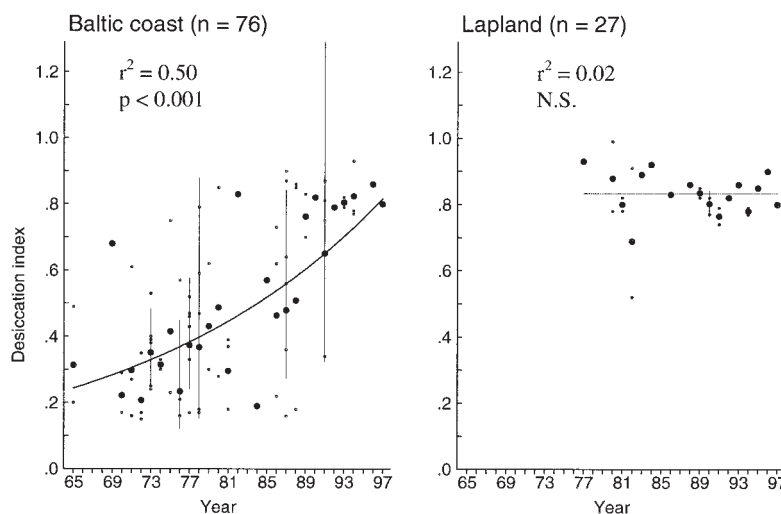 Baltic coast (n = 76)
r² = 0.50
p < 0.001
Desiccation index
1.2
1.0
.8
.6
.4
.2
.0
65 69 73 77 81 85 89 93 97
Year
Lapland (n = 27)
r² = 0.02
N.S.
1.2
1.0
.8
.6
.4
.2
.0
65 69 73 77 81 85 89 93 97
Year